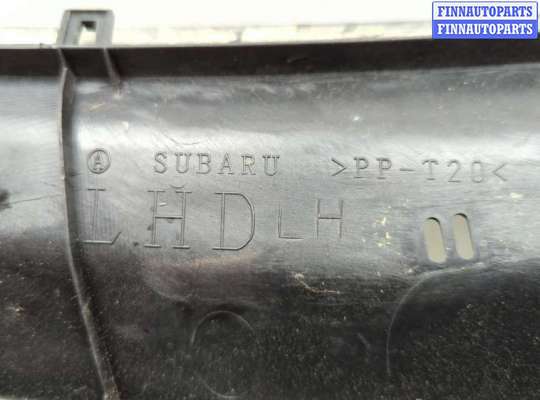 FINNAUTOPARTS
FINNAUTOPARTS
Ⓐ SUBARU >PP-T20<
LHD LH